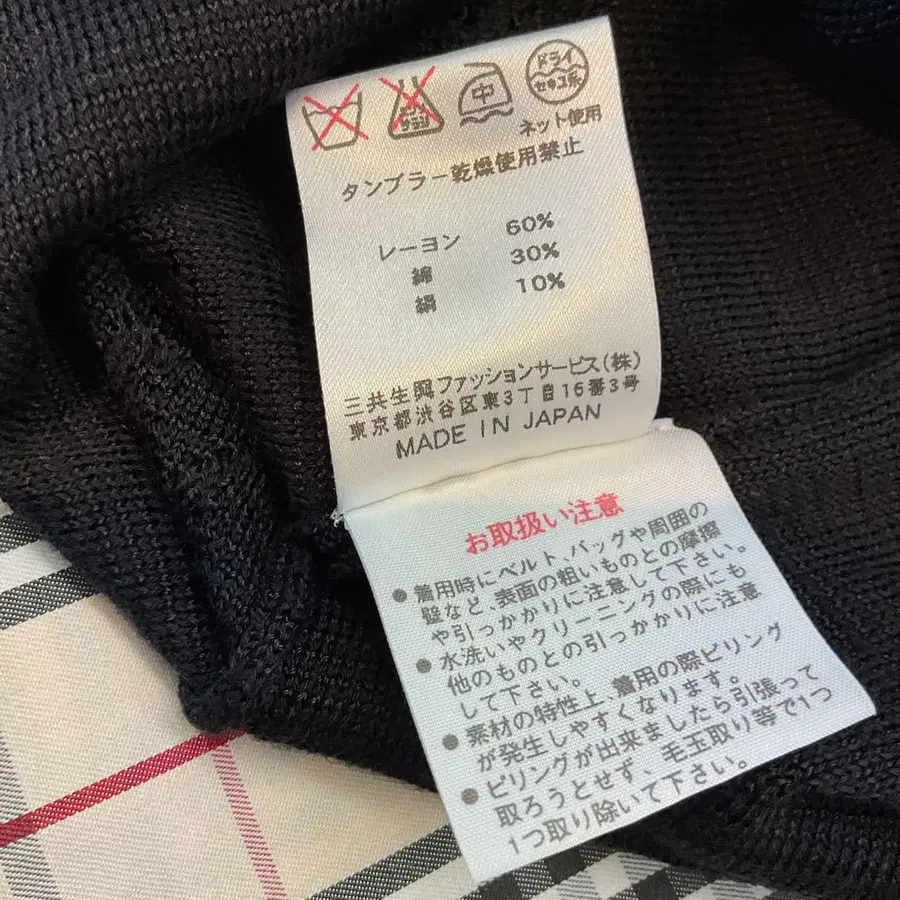 エンソ
サラシ
中
ドライ
セキユ系
ネット使用
タンブラー乾燥使用禁止
レーヨン 60%
綿 30%
絹 10%
三共生興ファッションサービス(株)
東京都渋谷区東3丁目16番3号
MADE IN JAPAN
お取扱い注意
●着用時にベルト、バッグや周囲の
壁など、表面の粗いものとの摩擦
や引っかかりに注意して下さい。
●水洗いやクリーニングの際にも
他のものとの引っかかりに注意
して下さい。
●素材の特性上、着用の際ピリング
が発生しやすくなります。
●ピリングが出来ましたら引張って
取ろうとせず、毛玉取り等で1つ
1つ取り除いて下さい。